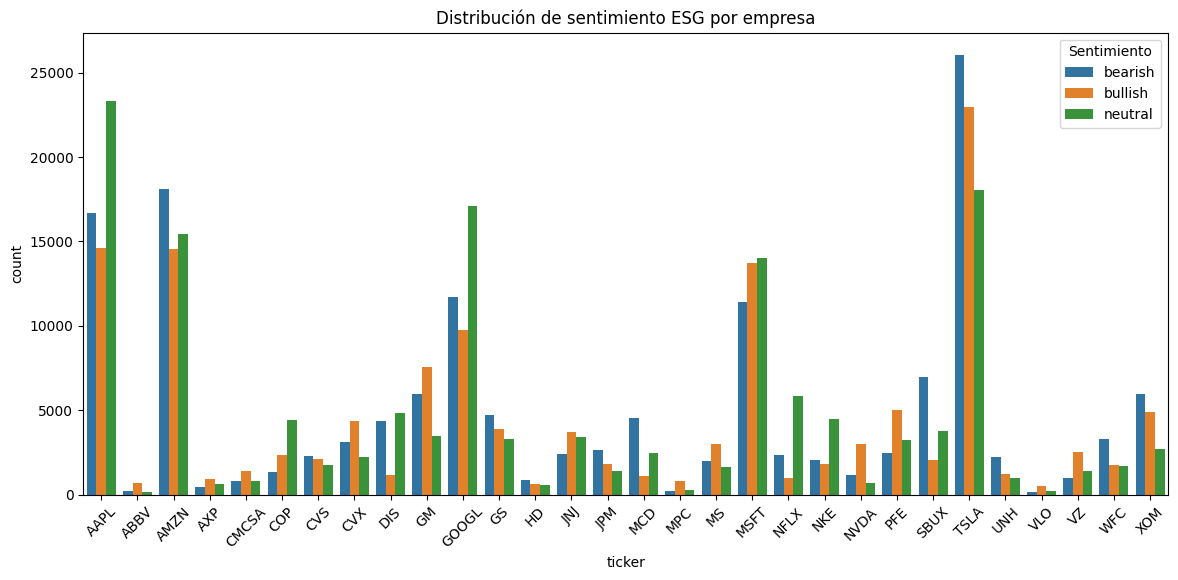 Distribución de sentimiento ESG por empresa
Sentimiento
bearish
bullish
neutral
count
25000
20000
15000
10000
5000
0
AAPL
ABBV
AMZN
AXP
CMCSA
COP
CVS
CVX
DIS
GM
GOOGL
GS
HD
JNJ
JPM
MCD
MPC
MS
MSFT
NFLX
NKE
NVDA
PFE
SBUX
TSLA
UNH
VLO
VZ
WFC
XOM
ticker